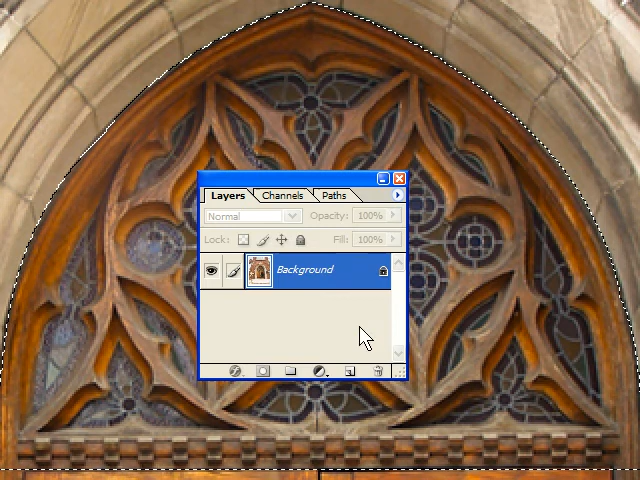 Layers Channels Paths
Normal Opacity: 100%
Lock: Fill: 100%
Background